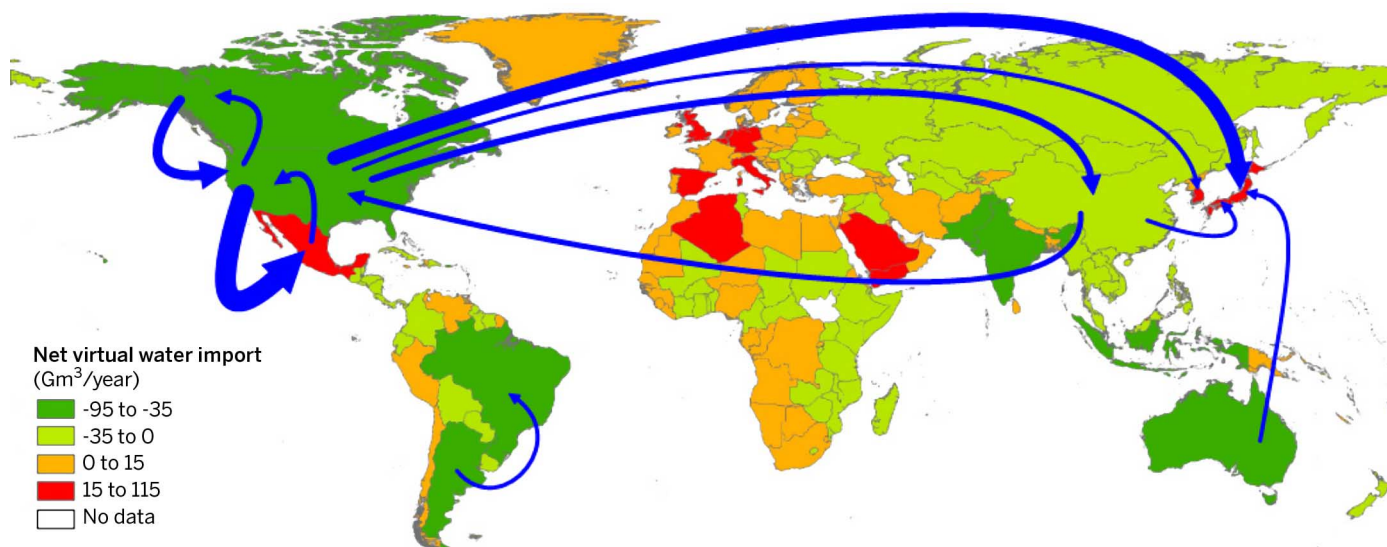 Net virtual water import
(Gm³/year)
-95 to -35
-35 to 0
0 to 15
15 to 115
No data